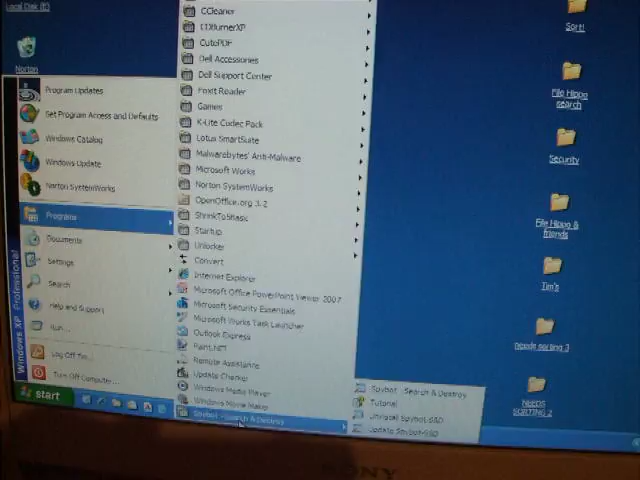 Local Disk (E:)
Norton
Program Updates
Set Program Access and Defaults
Windows Catalog
Windows Update
Norton SystemWorks
Programs
Documents
Settings
Search
Help and Support
Run...
Log Off Tim...
Turn Off Computer...
Windows XP Professional
start
CCleaner
CDBurnerXP
CutePDF
Dell Accessories
Dell Support Center
Foxit Reader
Games
K-Lite Codec Pack
Lotus SmartSuite
Malwarebytes' Anti-Malware
Microsoft Works
Norton SystemWorks
OpenOffice.org 3.2
ShrinkTo5Basic
Startup
Unlocker
Convert
Internet Explorer
Microsoft Office PowerPoint Viewer 2007
Microsoft Security Essentials
Microsoft Works Task Launcher
Outlook Express
Paint.NET
Remote Assistance
Update Checker
Windows Media Player
Windows Movie Maker
Spybot - Search & Destroy
Spybot - Search & Destroy
Tutorial
Uninstall Spybot-S&D
Update Spybot-S&D
Sort!
File Hippo
search
Security
File Hippo &
friends
Tim's
Needs sorting 3
NEEDS
SORTING 2
SONY